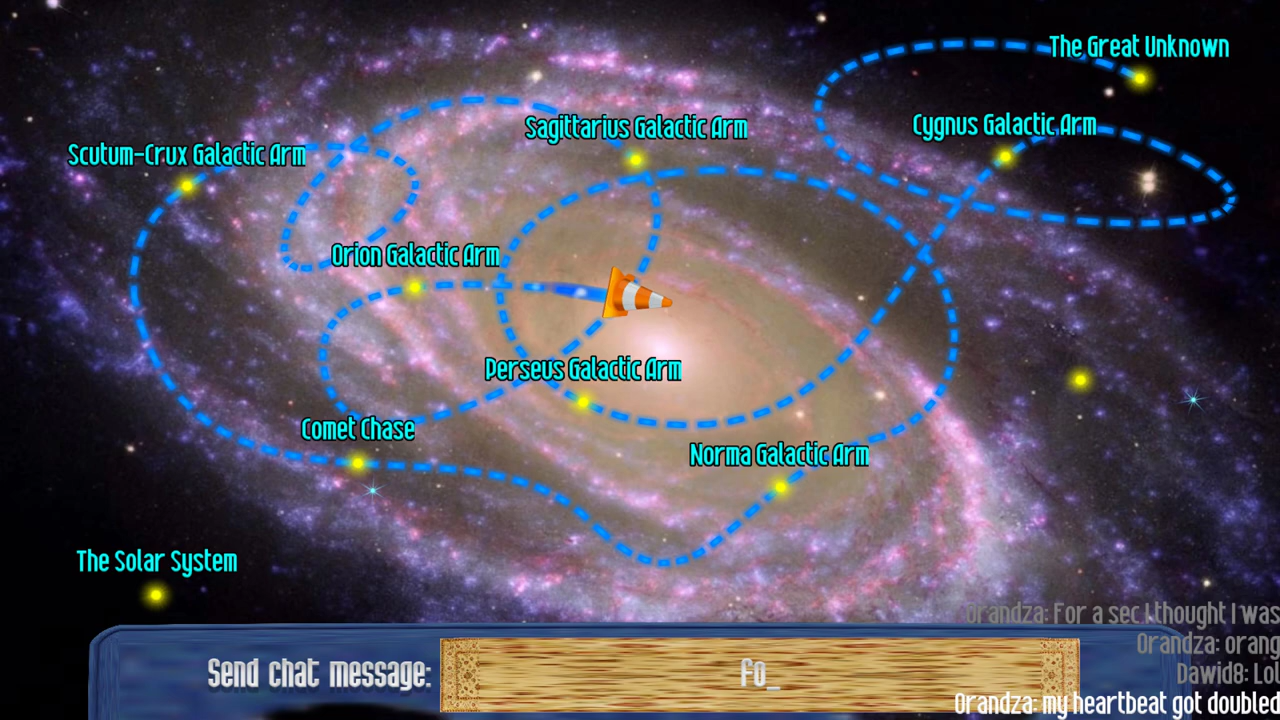 The Great Unknown
Cygnus Galactic Arm
Sagittarius Galactic Arm
Scutum-Crux Galactic Arm
Orion Galactic Arm
Perseus Galactic Arm
Comet Chase
Norma Galactic Arm
The Solar System
Orandza: For a sec I thought I was
Orandza: orang
Dawid8: Lol
Orandza: my heartbeat got doubled
Send chat message:
fo_